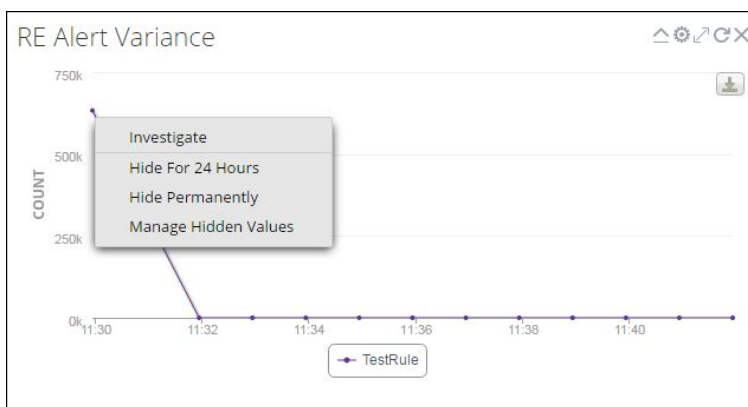 RE Alert Variance
750k
500k
250k
0k
COUNT
Investigate
Hide For 24 Hours
Hide Permanently
Manage Hidden Values
11:30 11:32 11:34 11:36 11:38 11:40
TestRule